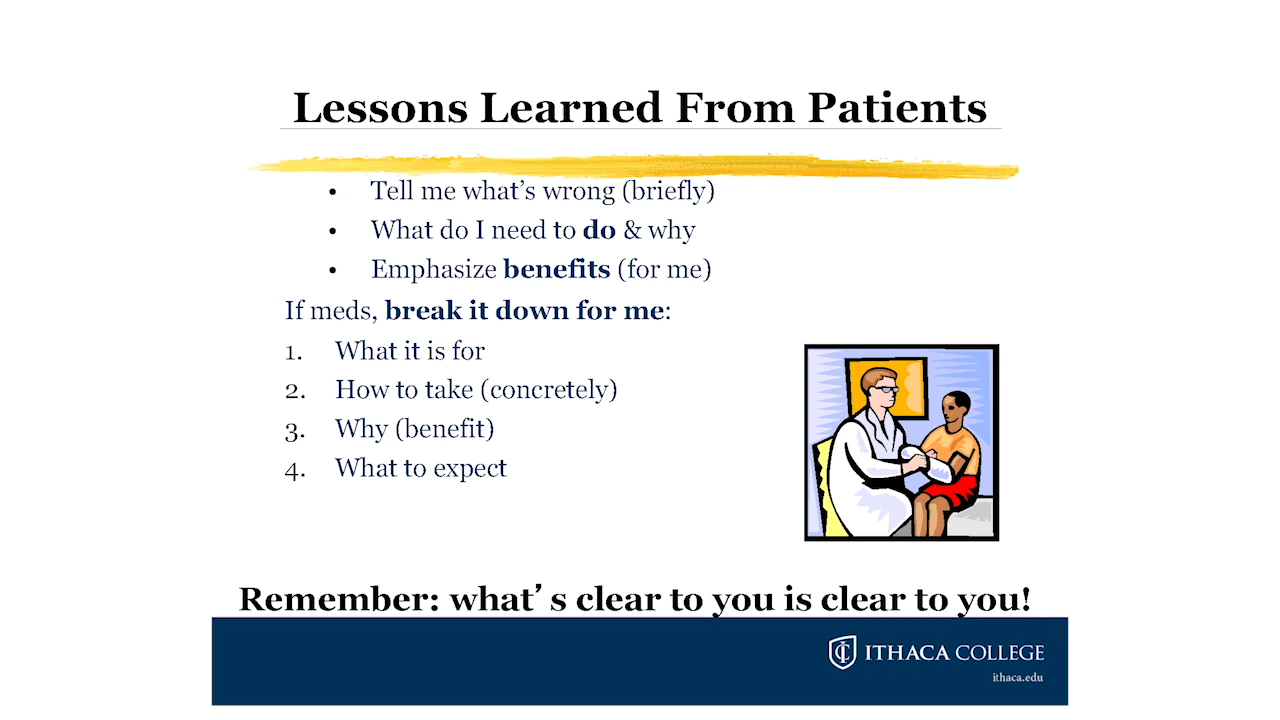 Lessons Learned From Patients
• Tell me what’s wrong (briefly)
• What do I need to do & why
• Emphasize benefits (for me)
If meds, break it down for me:
1. What it is for
2. How to take (concretely)
3. Why (benefit)
4. What to expect
Remember: what’s clear to you is clear to you!
ITHACA COLLEGE
ithaca.edu